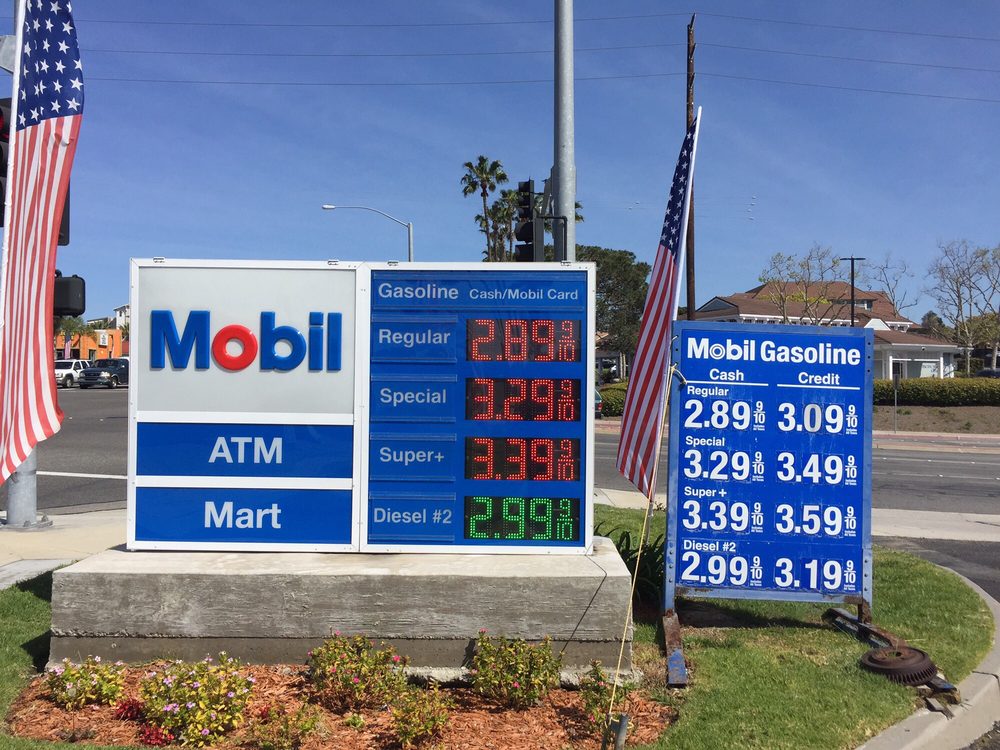 Mobil
ATM
Mart
Gasoline Cash/Mobil Card
Regular 2.89 9/10
Special 3.29 9/10
Super+ 3.39 9/10
Diesel #2 2.99 9/10
Mobil Gasoline
Cash Credit
Regular
2.89 9/10 3.09 9/10
Special
3.29 9/10 3.49 9/10
Super +
3.39 9/10 3.59 9/10
Diesel #2
2.99 9/10 3.19 9/10